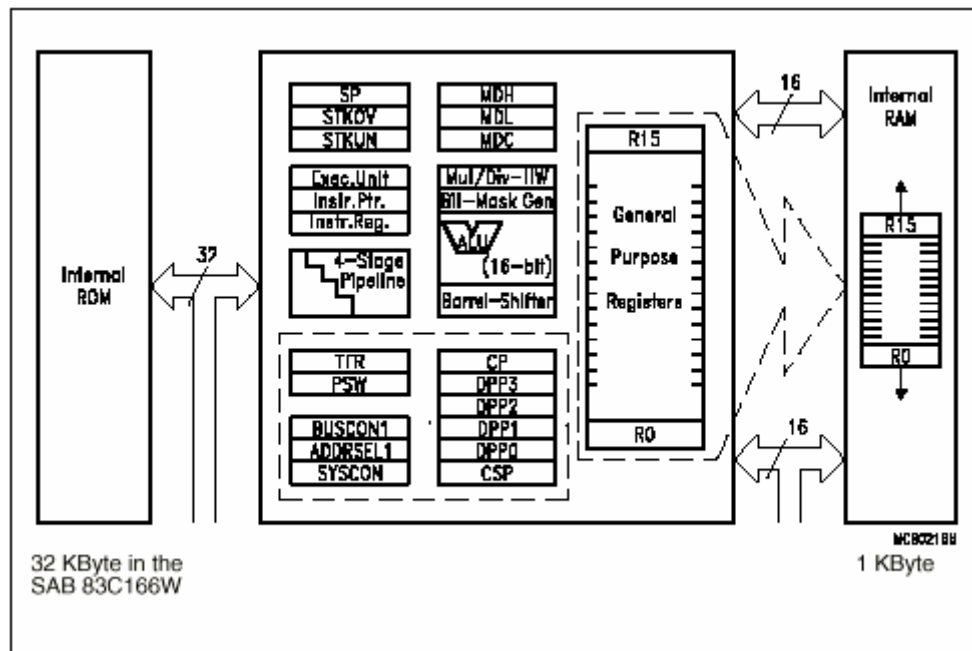 Internal
ROM
32
SP
STKOV
STKUN
Exec.Unit
Instr.Ptr.
Instr.Reg.
4-Stage
Pipeline
MDH
MDL
MDC
Mul/Div-HW
Bit-Mask Gen
ALU
(16-bit)
Barrel-Shifter
TFR
PSW
BUSCON1
ADDRSEL1
SYSCON
CP
DPP3
DPP2
DPP1
DPP0
CSP
R15
General
Purpose
Registers
R0
16
16
Internal
RAM
R15
R0
32 KByte in the
SAB 83C166W
1 KByte